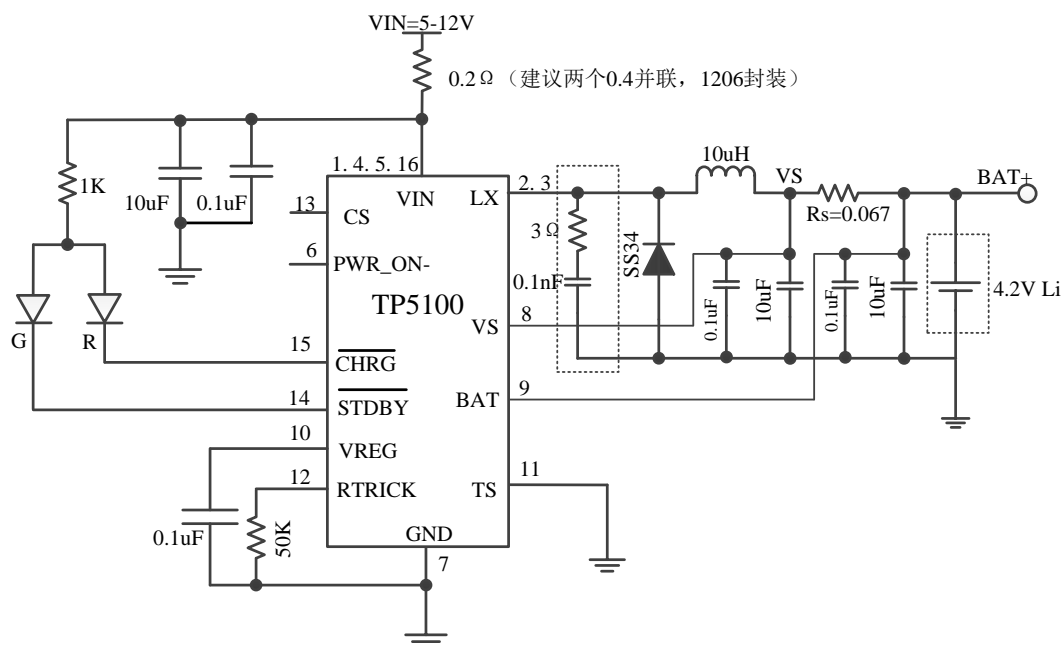 VIN=5-12V
0.2Ω（建议两个0.4并联，1206封装）
1K
10uF
0.1uF
1. 4. 5. 16
VIN
LX
2. 3
10uH
VS
BAT+
Rs=0.067
13
CS
6
PWR_ON-
TP5100
3Ω
0.1nF
SS34
0.1uF
10uF
0.1uF
10uF
4.2V Li
G
R
VS
8
15
CHRG
14
STDBY
BAT
9
10
VREG
12
RTRICK
TS
11
0.1uF
50K
GND
7